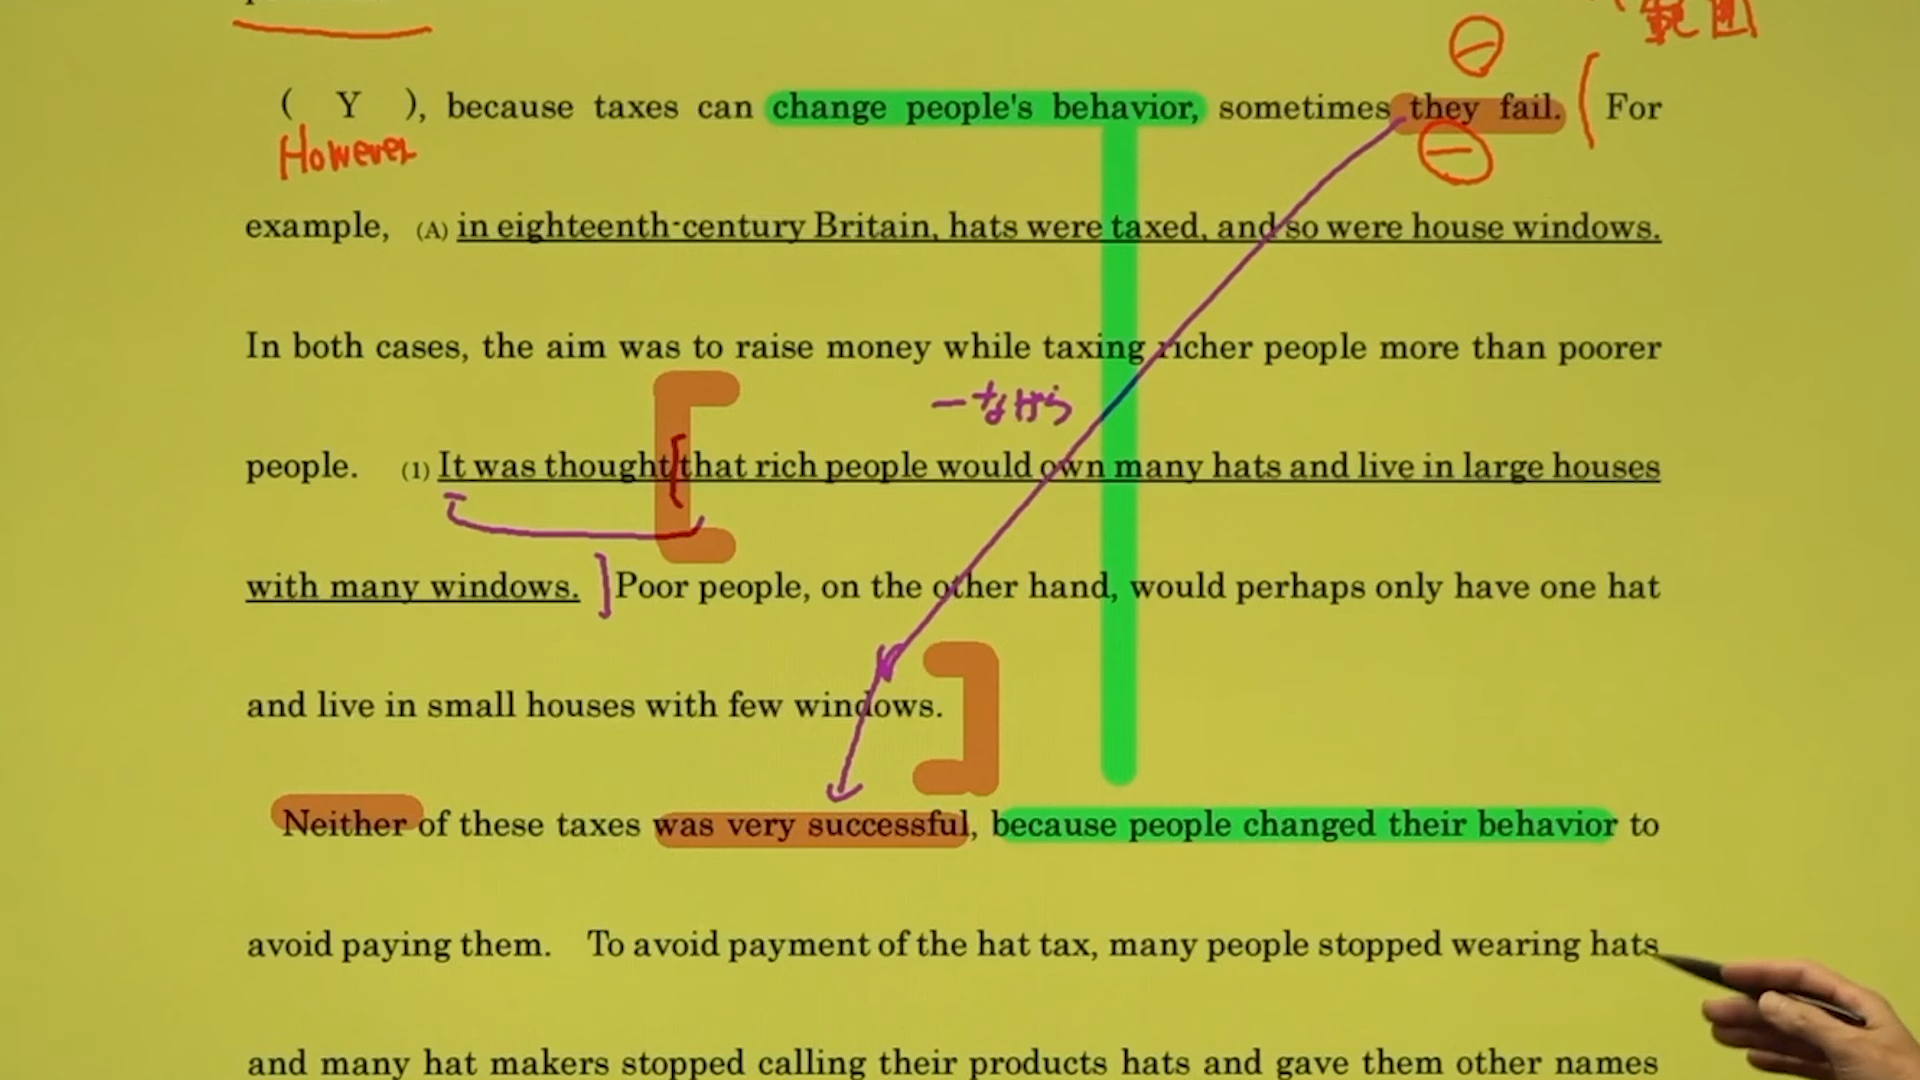 範囲
( Y ), because taxes can change people's behavior, sometimes they fail. For
However
example, (A) in eighteenth-century Britain, hats were taxed, and so were house windows.
In both cases, the aim was to raise money while taxing richer people more than poorer
ーながら
people. (1) It was thought that rich people would own many hats and live in large houses
with many windows. Poor people, on the other hand, would perhaps only have one hat
and live in small houses with few windows.
Neither of these taxes was very successful, because people changed their behavior to
avoid paying them. To avoid payment of the hat tax, many people stopped wearing hats
and many hat makers stopped calling their products hats and gave them other names